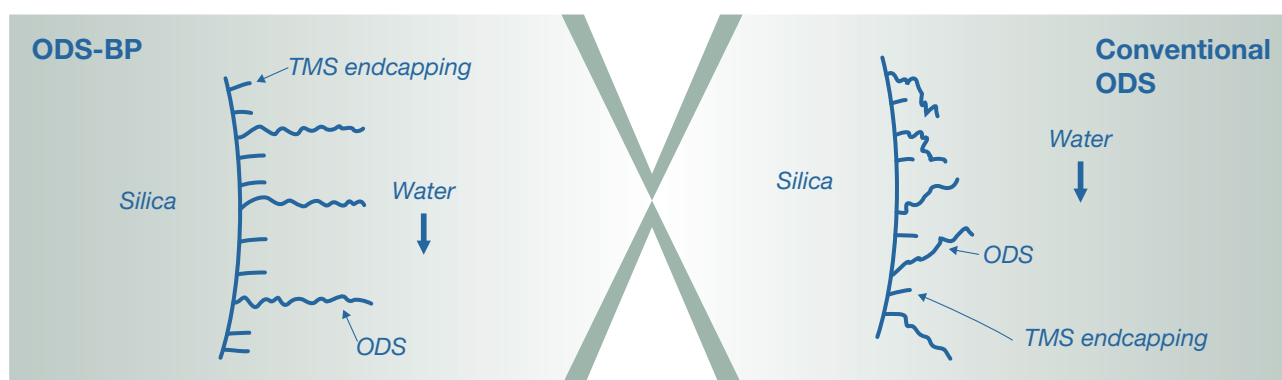 ODS-BP
TMS endcapping
Silica
Water
ODS
Conventional
ODS
Water
Silica
ODS
TMS endcapping